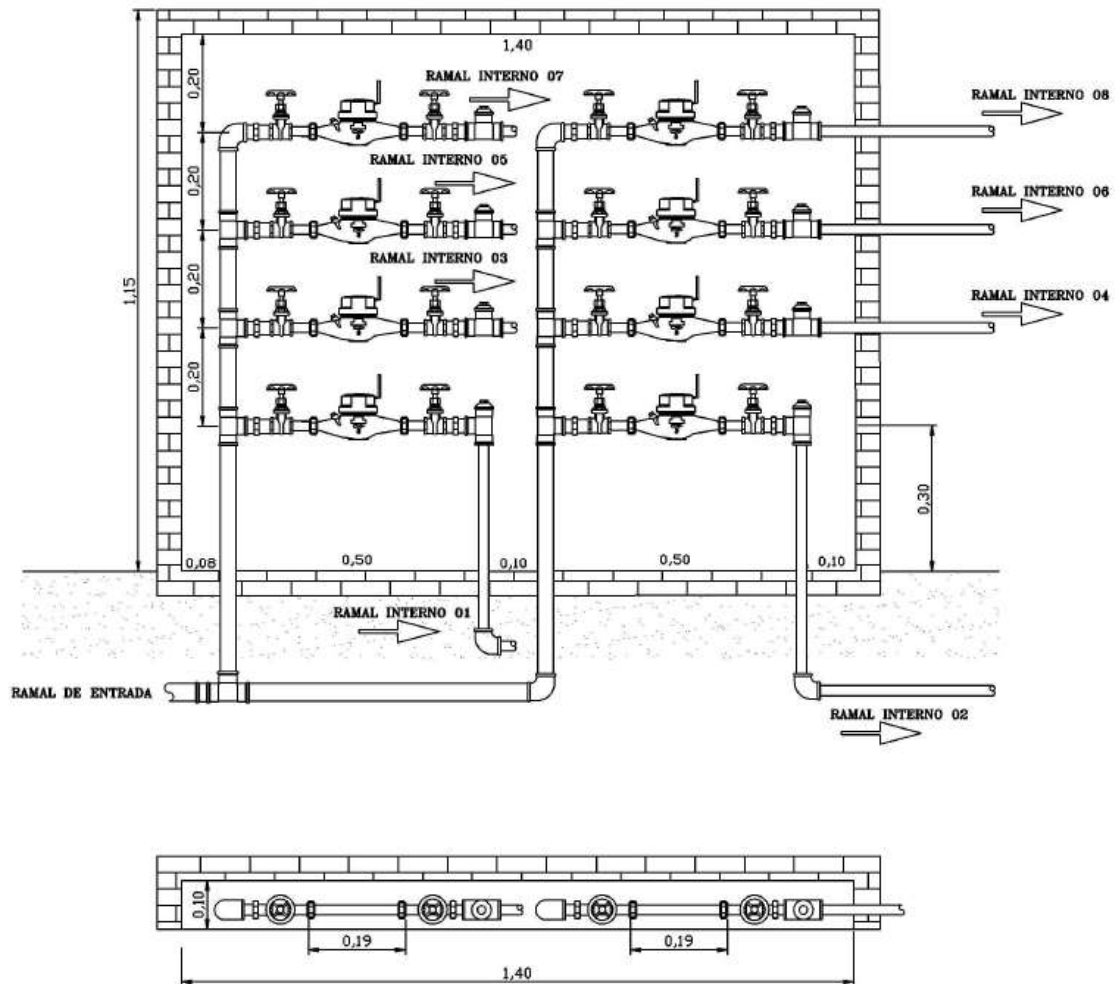 1,40
RAMAL INTERNO 07
RAMAL INTERNO 08
0,20
RAMAL INTERNO 05
RAMAL INTERNO 06
0,20
RAMAL INTERNO 03
RAMAL INTERNO 04
1,15
0,20
0,20
0,30
0,08
0,50
0,10
0,50
0,10
RAMAL INTERNO 01
RAMAL DE ENTRADA
RAMAL INTERNO 02
0,10
0,19
0,19
1,40